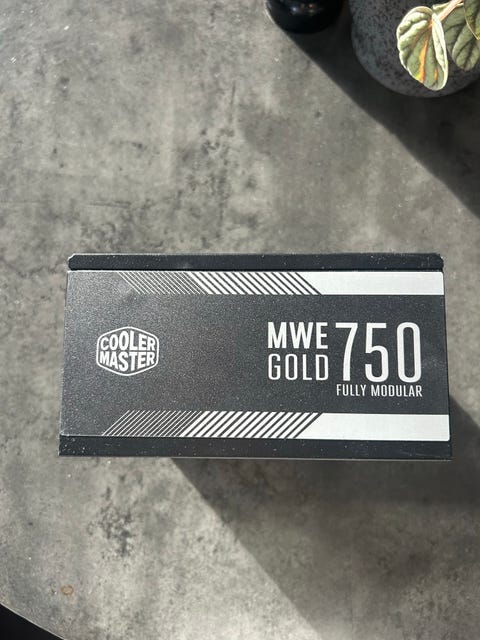 COOLER
MASTER
MWE
GOLD
750
FULLY MODULAR